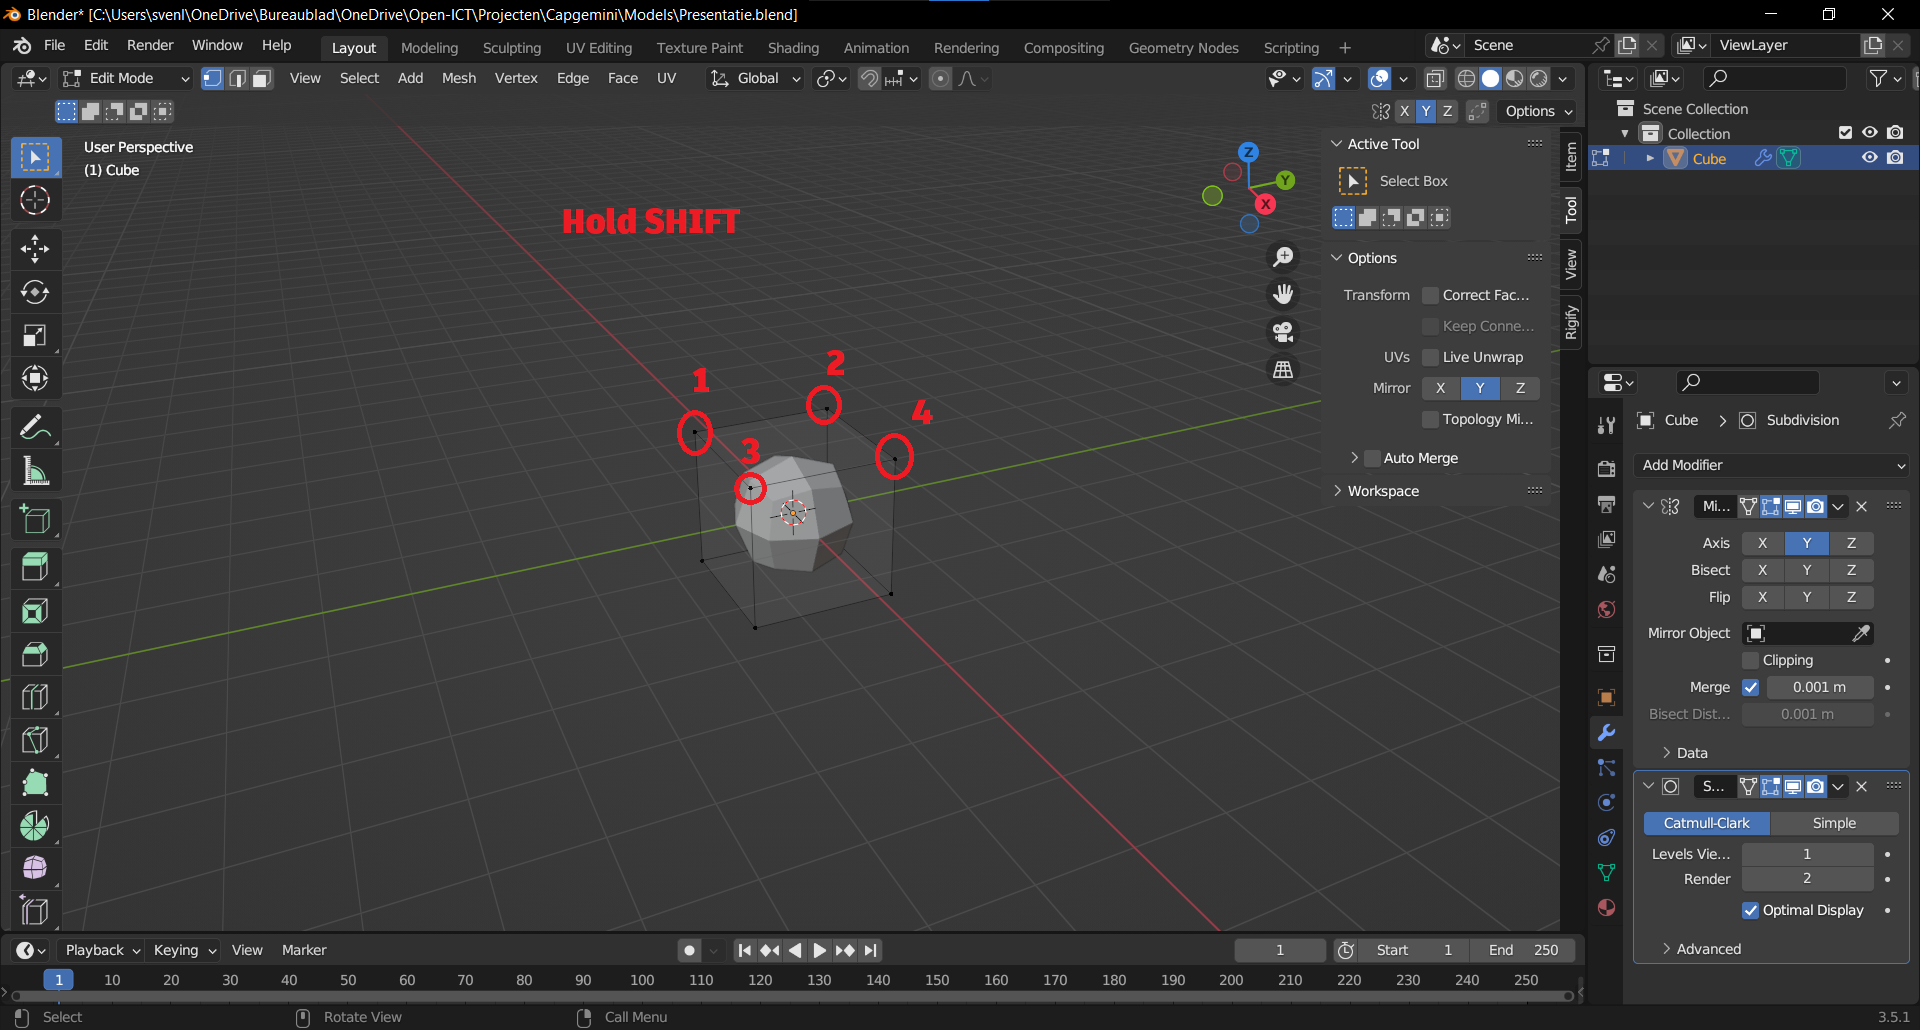 Blender* [C:\Users\svenl\OneDrive\Bureaublad\OneDrive\Open-ICT\Projecten\Capgemini\Models\Presentatie.blend]
File Edit Render Window Help Layout Modeling Sculpting UV Editing Texture Paint Shading Animation Rendering Compositing Geometry Nodes Scripting + Scene ViewLayer
Edit Mode View Select Add Mesh Vertex Edge Face UV Global
X Y Z Options
User Perspective
(1) Cube
Hold SHIFT
1
2
3
4
Z
Y
X
Active Tool
Select Box
Options
Transform Correct Fac...
Keep Conne...
UVs Live Unwrap
Mirror X Y Z
Topology Mi...
Auto Merge
Workspace
Item
Tool
View
Rigify
Scene Collection
Collection
Cube
Cube > Subdivision
Add Modifier
Mi...
Axis X Y Z
Bisect X Y Z
Flip X Y Z
Mirror Object
Clipping
Merge 0.001 m
Bisect Dist... 0.001 m
Data
S...
Catmull-Clark Simple
Levels Vie... 1
Render 2
Optimal Display
Advanced
Playback Keying View Marker 1 Start 1 End 250
1 10 20 30 40 50 60 70 80 90 100 110 120 130 140 150 160 170 180 190 200 210 220 230 240 250
Select Rotate View Call Menu 3.5.1